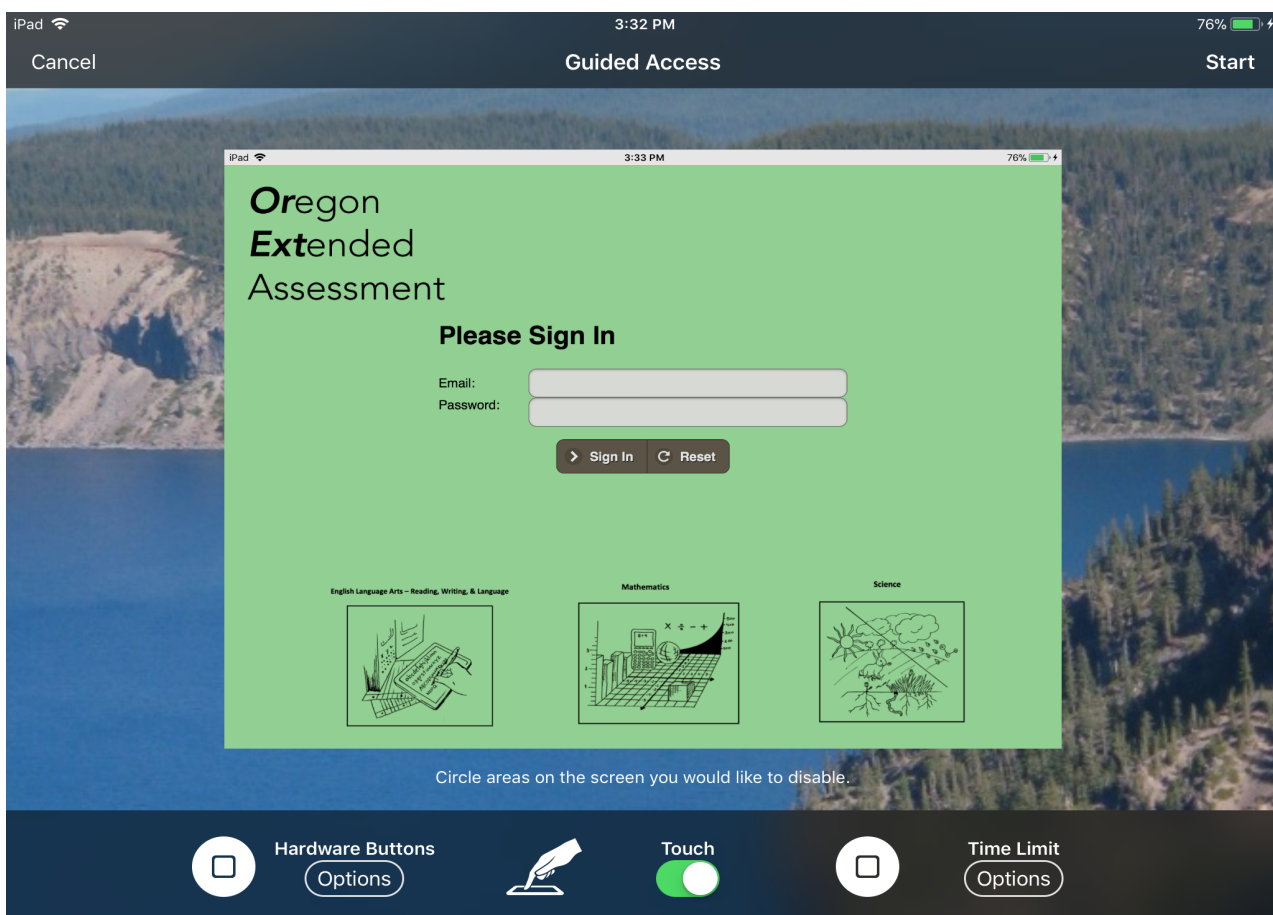 iPad 3:32 PM 76%
Cancel Guided Access Start
iPad 3:33 PM 76%
Oregon
Extended
Assessment
Please Sign In
Email:
Password:
Sign In Reset
English Language Arts – Reading, Writing, & Language Mathematics Science
Circle areas on the screen you would like to disable.
Hardware Buttons Touch Time Limit
Options Options